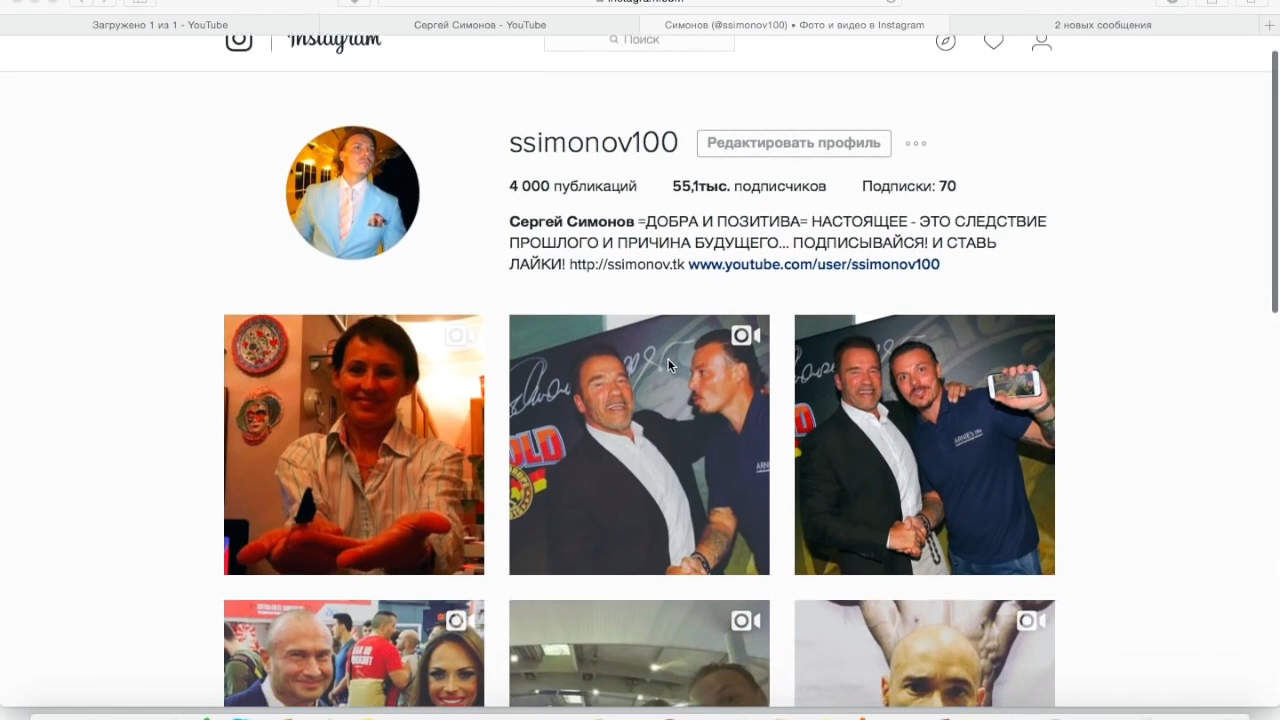 instagram.com
Загружено 1 из 1 - YouTube
Сергей Симонов - YouTube
Симонов (@ssimonov100) • Фото и видео в Instagram
2 новых сообщения
Instagram
Поиск
ssimonov100
Редактировать профиль
4 000 публикаций
55,1тыс. подписчиков
Подписки: 70
Сергей Симонов =ДОБРА И ПОЗИТИВА= НАСТОЯЩЕЕ - ЭТО СЛЕДСТВИЕ
ПРОШЛОГО И ПРИЧИНА БУДУЩЕГО... ПОДПИСЫВАЙСЯ! И СТАВЬ
ЛАЙКИ! http://ssimonov.tk www.youtube.com/user/ssimonov100